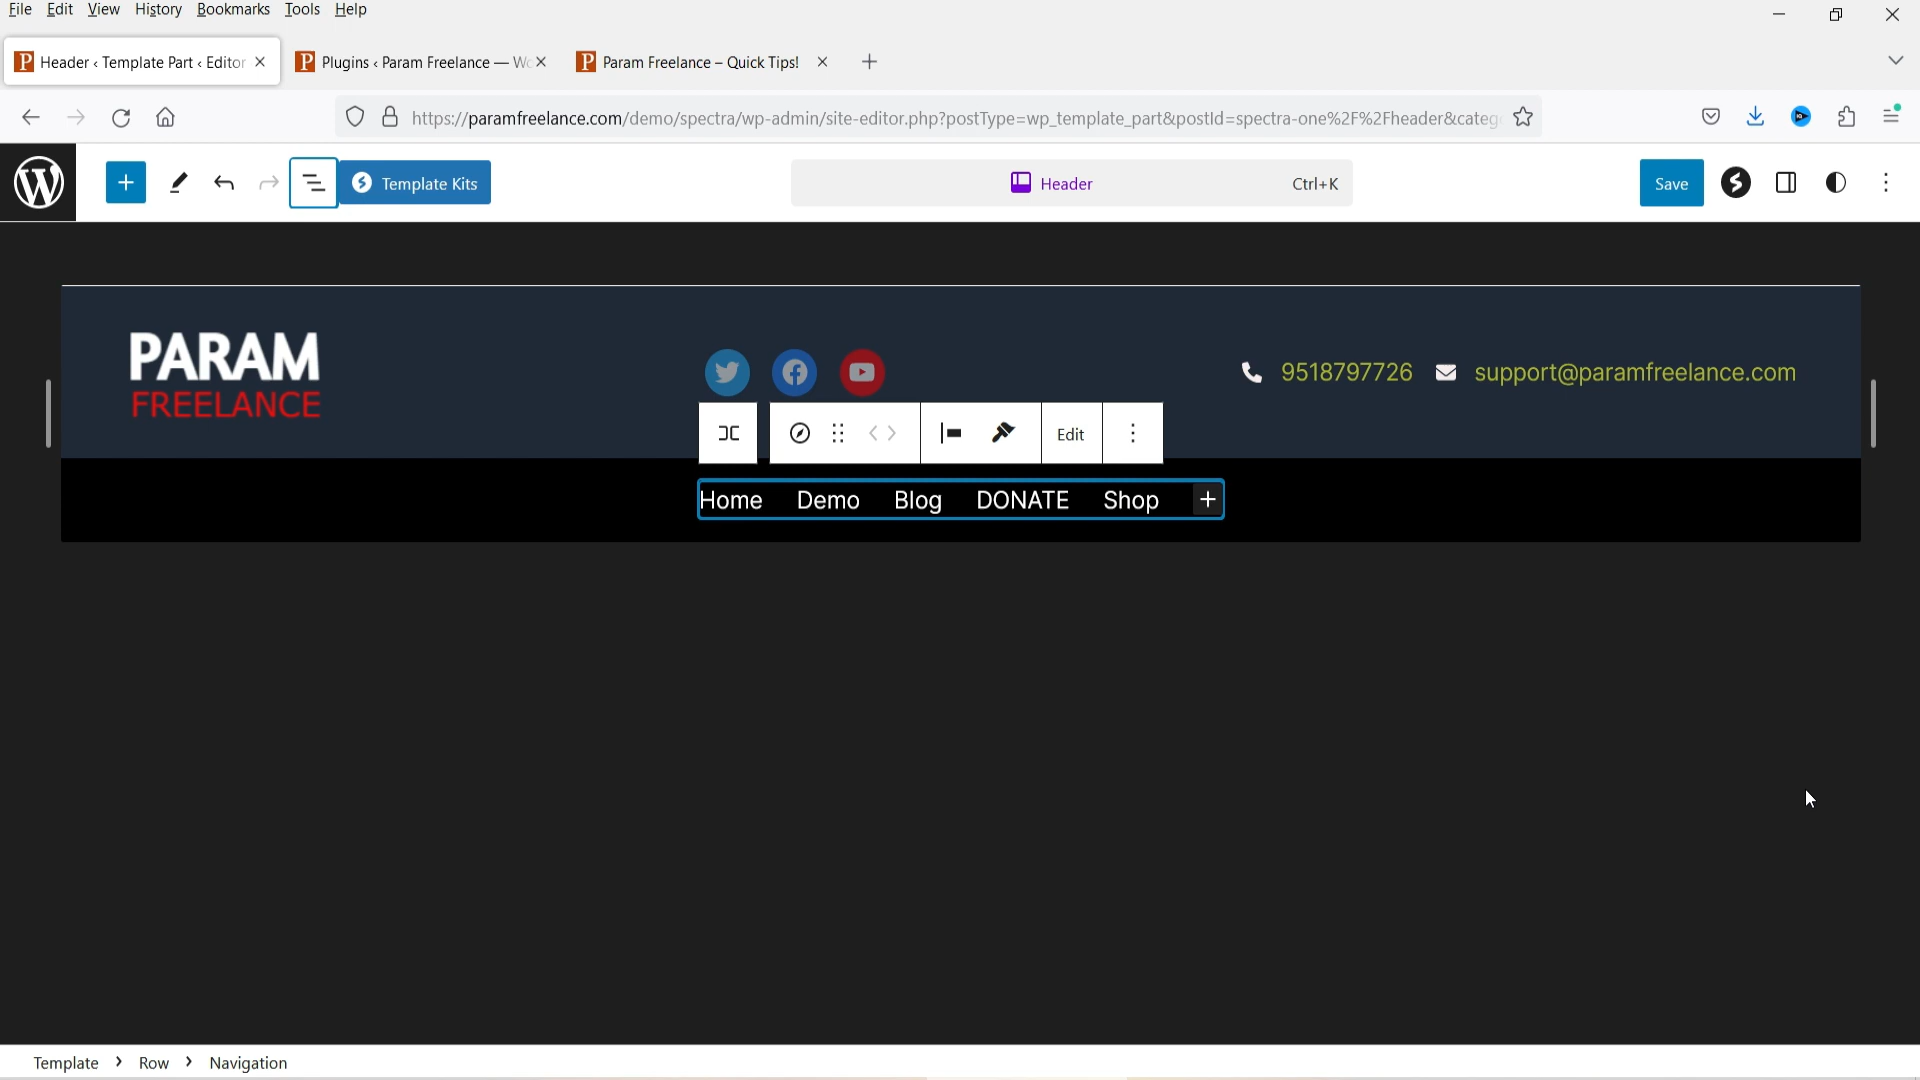 File Edit View History Bookmarks Tools Help
Header ‹ Template Part ‹ Editor
Plugins ‹ Param Freelance — Wo
Param Freelance – Quick Tips!
https://paramfreelance.com/demo/spectra/wp-admin/site-editor.php?postType=wp_template_part&postId=spectra-one%2F%2Fheader&categ
Template Kits
Header
Ctrl+K
Save
PARAM
FREELANCE
9518797726
support@paramfreelance.com
Edit
Home Demo Blog DONATE Shop
Template › Row › Navigation